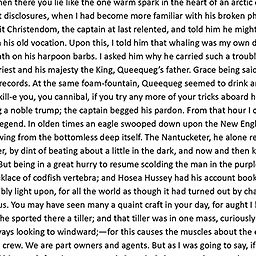 hen there you lie like the one warm spark in the heart of an arctic
t disclosures, when I had become more familiar with his broken ph
it Christendom, the captain at last relented, and told him he might
his old vocation. Upon this, I told him that whaling was my own d
th on his harpoon barbs. I asked him why he carried such a troubl
riest and his majesty the King, Queequeg's father. Grace being said
records. At the same foam-fountain, Queequeg seemed to drink an
kill-e you, you cannibal, if you try any more of your tricks aboard h
g a noble trump; the captain begged his pardon. From that hour I c
legend. In olden times an eagle swooped down upon the New Engl
ving from the bottomless deep itself. The Nantucketer, he alone re
er, by dint of beating about a little in the dark, and now and then k
But being in a great hurry to resume scolding the man in the purpl
klace of codfish vertebra; and Hosea Hussey had his account book
bly light upon, for all the world as though it had turned out by cha
us. You may have seen many a quaint craft in your day, for aught I
he sported there a tiller; and that tiller was in one mass, curiously
ays looking to windward;—for this causes the muscles about the e
crew. We are part owners and agents. But as I was going to say, if